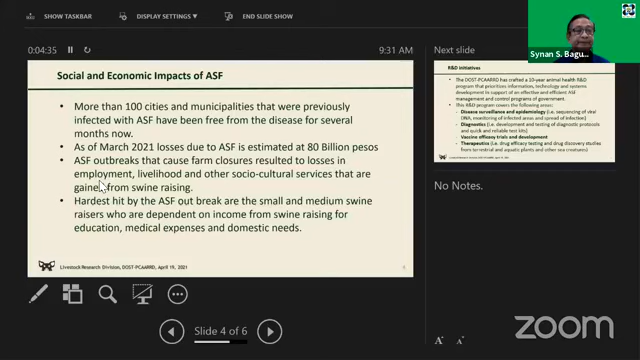 SHOW TASKBAR
DISPLAY SETTINGS ▾
END SLIDE SHOW
Synan S. Bagu...
0:04:35
9:31 AM
Next slide
Social and Economic Impacts of ASF
• More than 100 cities and municipalities that were previously
infected with ASF have been free from the disease for several
months now.
• As of March 2021 losses due to ASF is estimated at 80 Billion pesos
• ASF outbreaks that cause farm closures resulted to losses in
employment, livelihood and other socio-cultural services that are
gained from swine raising.
• Hardest hit by the ASF out break are the small and medium swine
raisers who are dependent on income from swine raising for
education, medical expenses and domestic needs.
Livestock Research Division, DOST-PCAARRD, April 19, 2021
R&D Initiatives
• The DOST-PCAARRD has crafted a 10-year animal health R&D
program that prioritizes information, technology and systems
development in support of an effective and efficient ASF
management and control programs of government.
• This R&D program covers the following areas:
– Disease surveillance and epidemiology (i.e. sequencing of viral
DNA, monitoring of infected areas and spread of infection)
– Diagnostics (i.e. development and testing of diagnostic protocols
and quick and reliable test kits)
– Vaccine efficacy trials and development
– Therapeutics (i.e. drug efficacy testing and drug discovery studies
from terrestrial and aquatic plants and other sea creatures)
No Notes.
Slide 4 of 6
A A
zoom